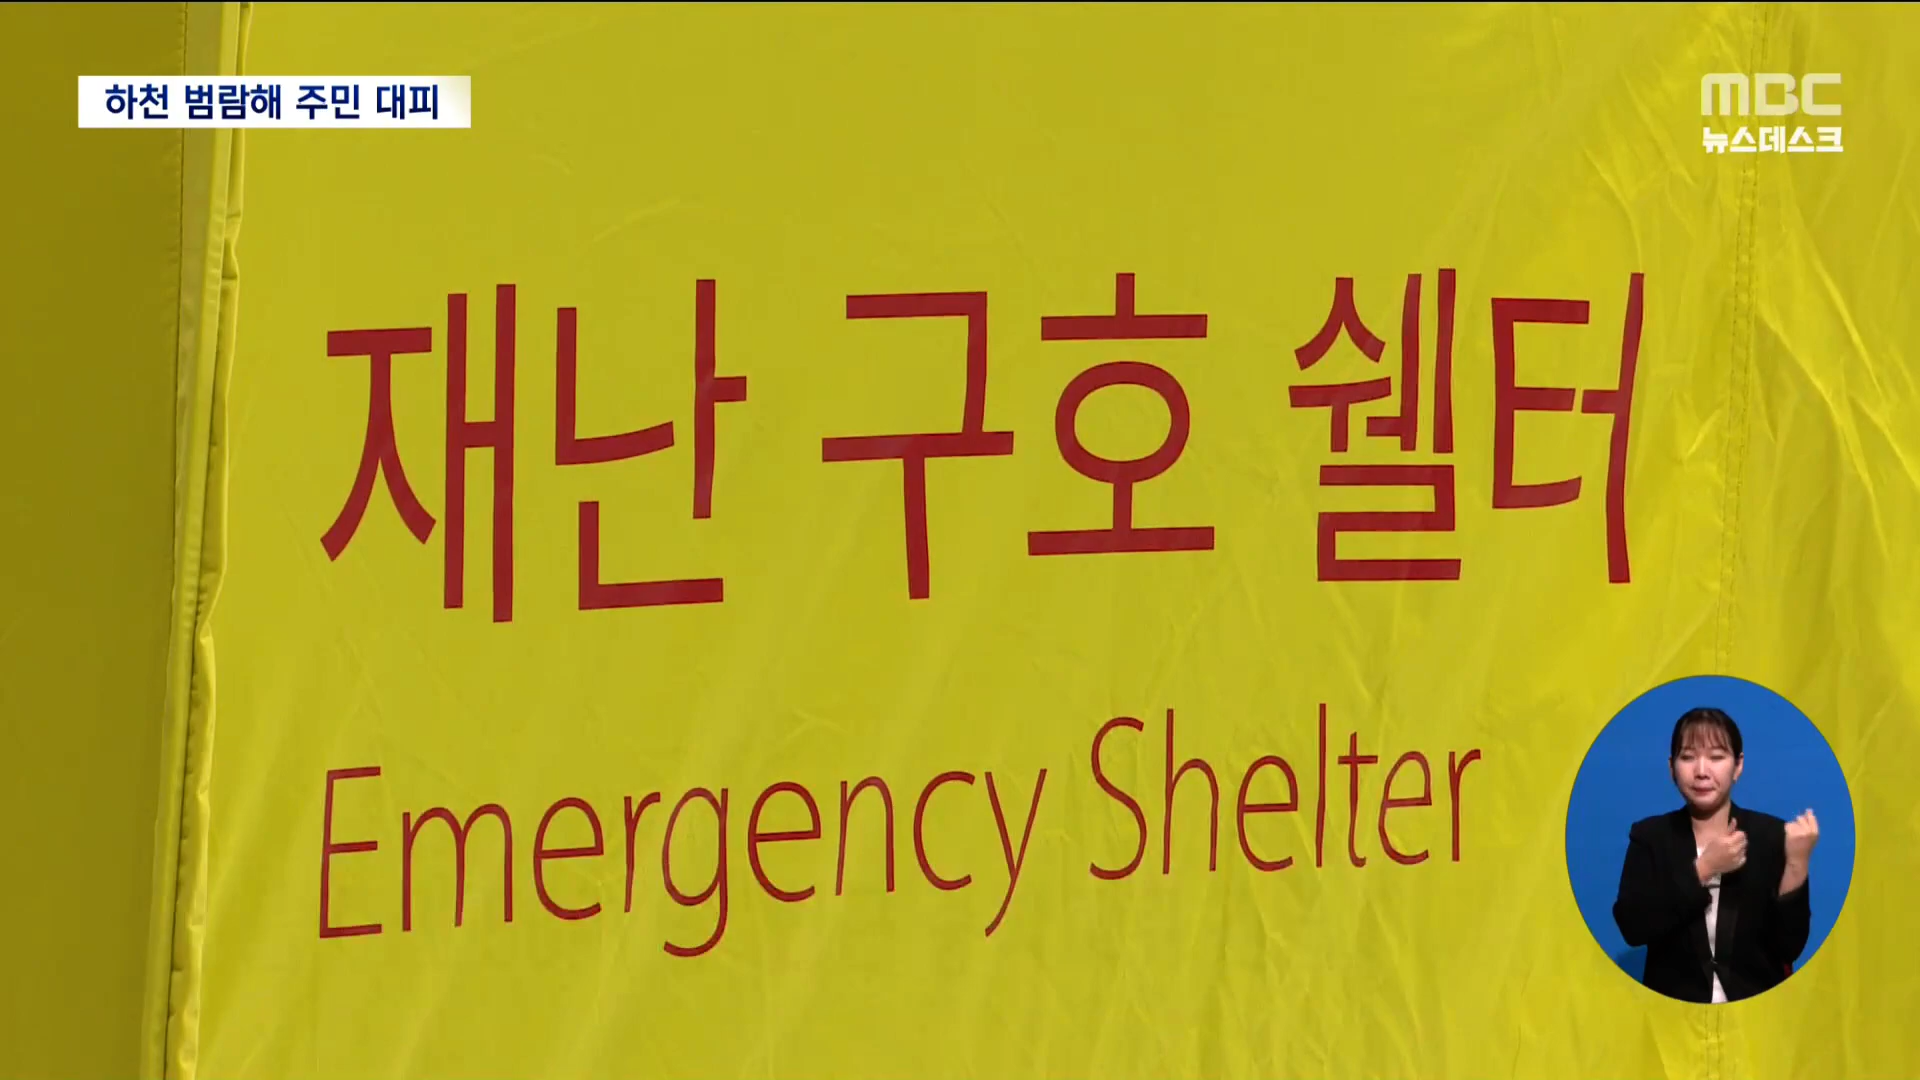 하천 범람해 주민 대피
MBC
뉴스데스크
재난 구호 쉘터
Emergency Shelter